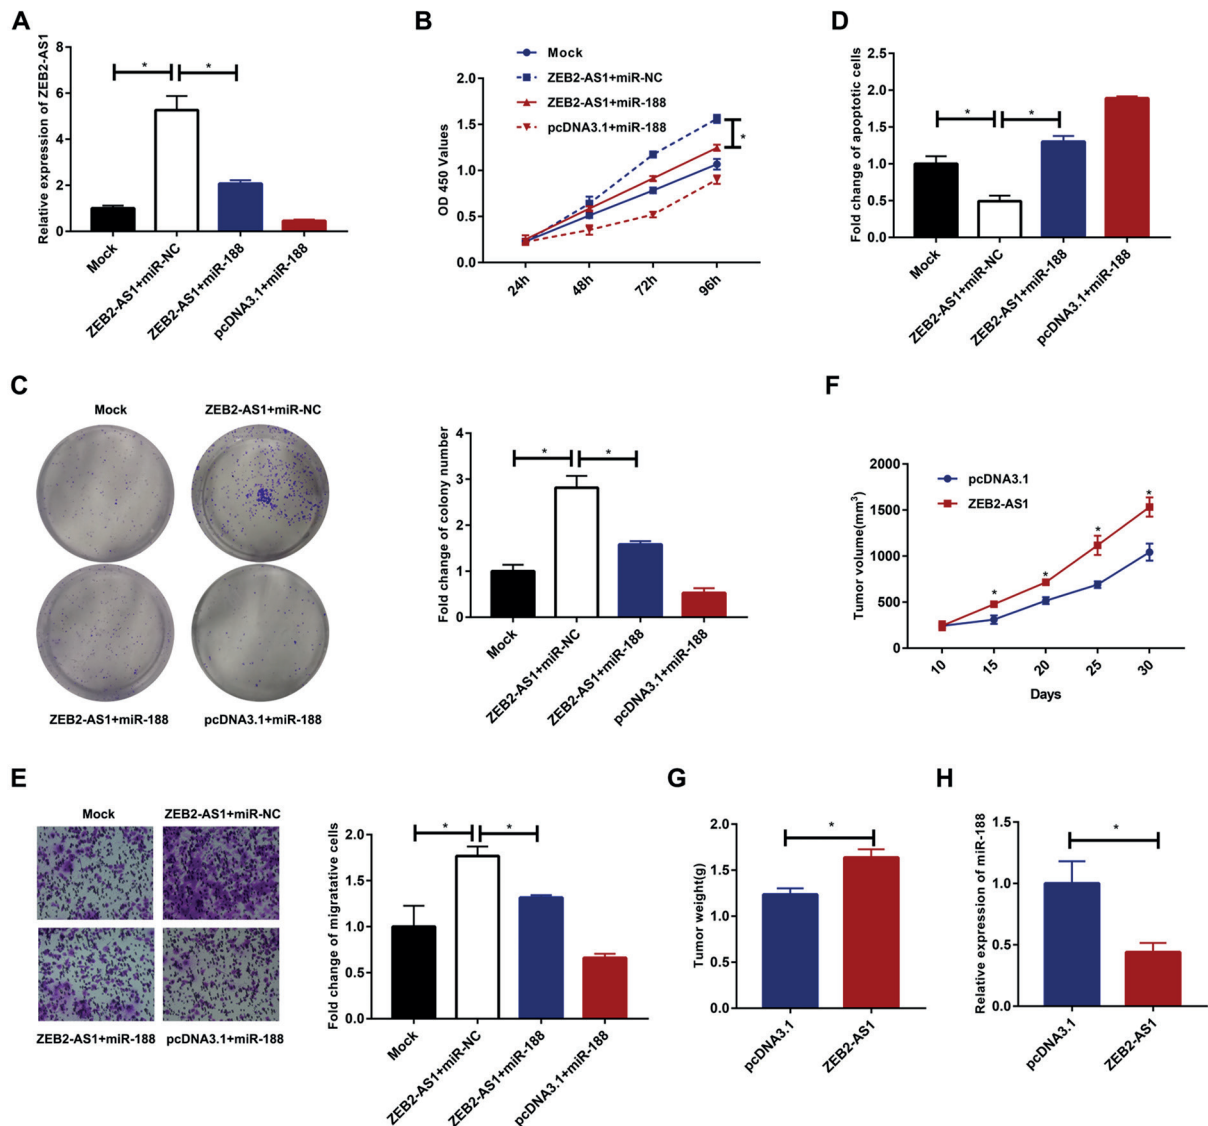 A
Relative expression of ZEB2-AS1
8
6
4
2
0
*
*
Mock
ZEB2-AS1+miR-NC
ZEB2-AS1+miR-188
pcDNA3.1+miR-188
B
Mock
ZEB2-AS1+miR-NC
ZEB2-AS1+miR-188
pcDNA3.1+miR-188
OD 450 Values
2.0
1.5
1.0
0.5
0.0
*
24h
48h
72h
96h
D
Fold change of apoptotic cells
2.5
2.0
1.5
1.0
0.5
0.0
*
*
Mock
ZEB2-AS1+miR-NC
ZEB2-AS1+miR-188
pcDNA3.1+miR-188
C
Mock
ZEB2-AS1+miR-NC
ZEB2-AS1+miR-188
pcDNA3.1+miR-188
Fold change of colony number
4
3
2
1
0
*
*
Mock
ZEB2-AS1+miR-NC
ZEB2-AS1+miR-188
pcDNA3.1+miR-188
F
Tumor volume(mm3)
2000
1500
1000
500
0
pcDNA3.1
ZEB2-AS1
*
*
*
*
10
15
20
25
30
Days
E
Mock
ZEB2-AS1+miR-NC
ZEB2-AS1+miR-188
pcDNA3.1+miR-188
Fold change of migratative cells
2.0
1.5
1.0
0.5
0.0
*
*
Mock
ZEB2-AS1+miR-NC
ZEB2-AS1+miR-188
pcDNA3.1+miR-188
G
Tumor weight(g)
2.0
1.5
1.0
0.5
0.0
*
pcDNA3.1
ZEB2-AS1
H
Relative expression of miR-188
1.5
1.0
0.5
0.0
*
pcDNA3.1
ZEB2-AS1